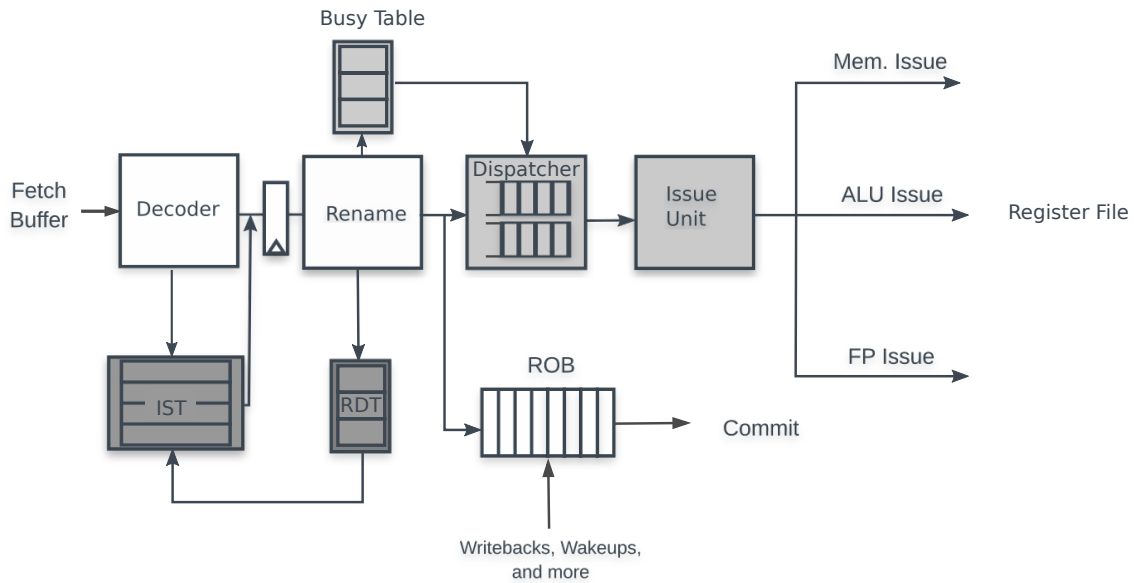 Busy Table
Mem. Issue
Dispatcher
Fetch
Buffer
Decoder
Rename
Issue
Unit
ALU Issue
Register File
FP Issue
ROB
IST
RDT
Commit
Writebacks, Wakeups,
and more